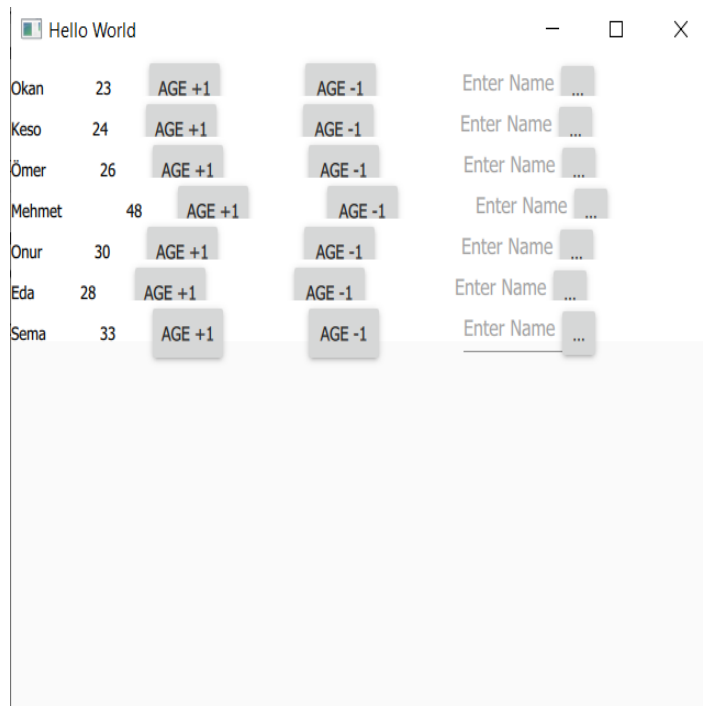 Hello World
Okan 23 AGE +1 AGE -1 Enter Name ...
Keso 24 AGE +1 AGE -1 Enter Name ...
Ömer 26 AGE +1 AGE -1 Enter Name ...
Mehmet 48 AGE +1 AGE -1 Enter Name ...
Onur 30 AGE +1 AGE -1 Enter Name ...
Eda 28 AGE +1 AGE -1 Enter Name ...
Sema 33 AGE +1 AGE -1 Enter Name ...